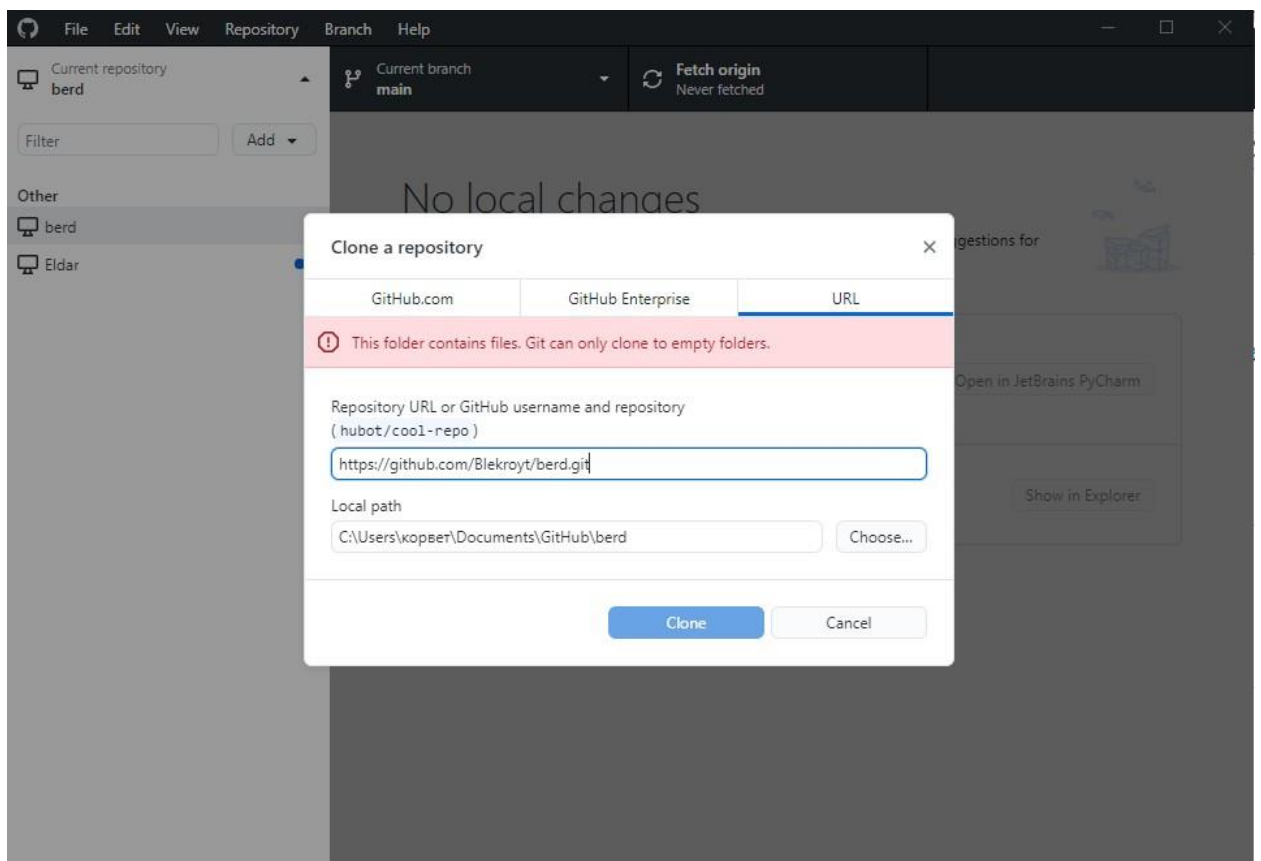 File Edit View Repository Branch Help
Current repository
berd
Current branch
main
Fetch origin
Never fetched
Filter
Add
Other
berd
Eldar
No local changes
gestions for
Open in JetBrains PyCharm
Show in Explorer
Clone a repository
GitHub.com GitHub Enterprise URL
This folder contains files. Git can only clone to empty folders.
Repository URL or GitHub username and repository
(hubot/cool-repo)
https://github.com/Blekroyt/berd.git
Local path
C:\Users\корвет\Documents\GitHub\berd
Choose...
Clone Cancel